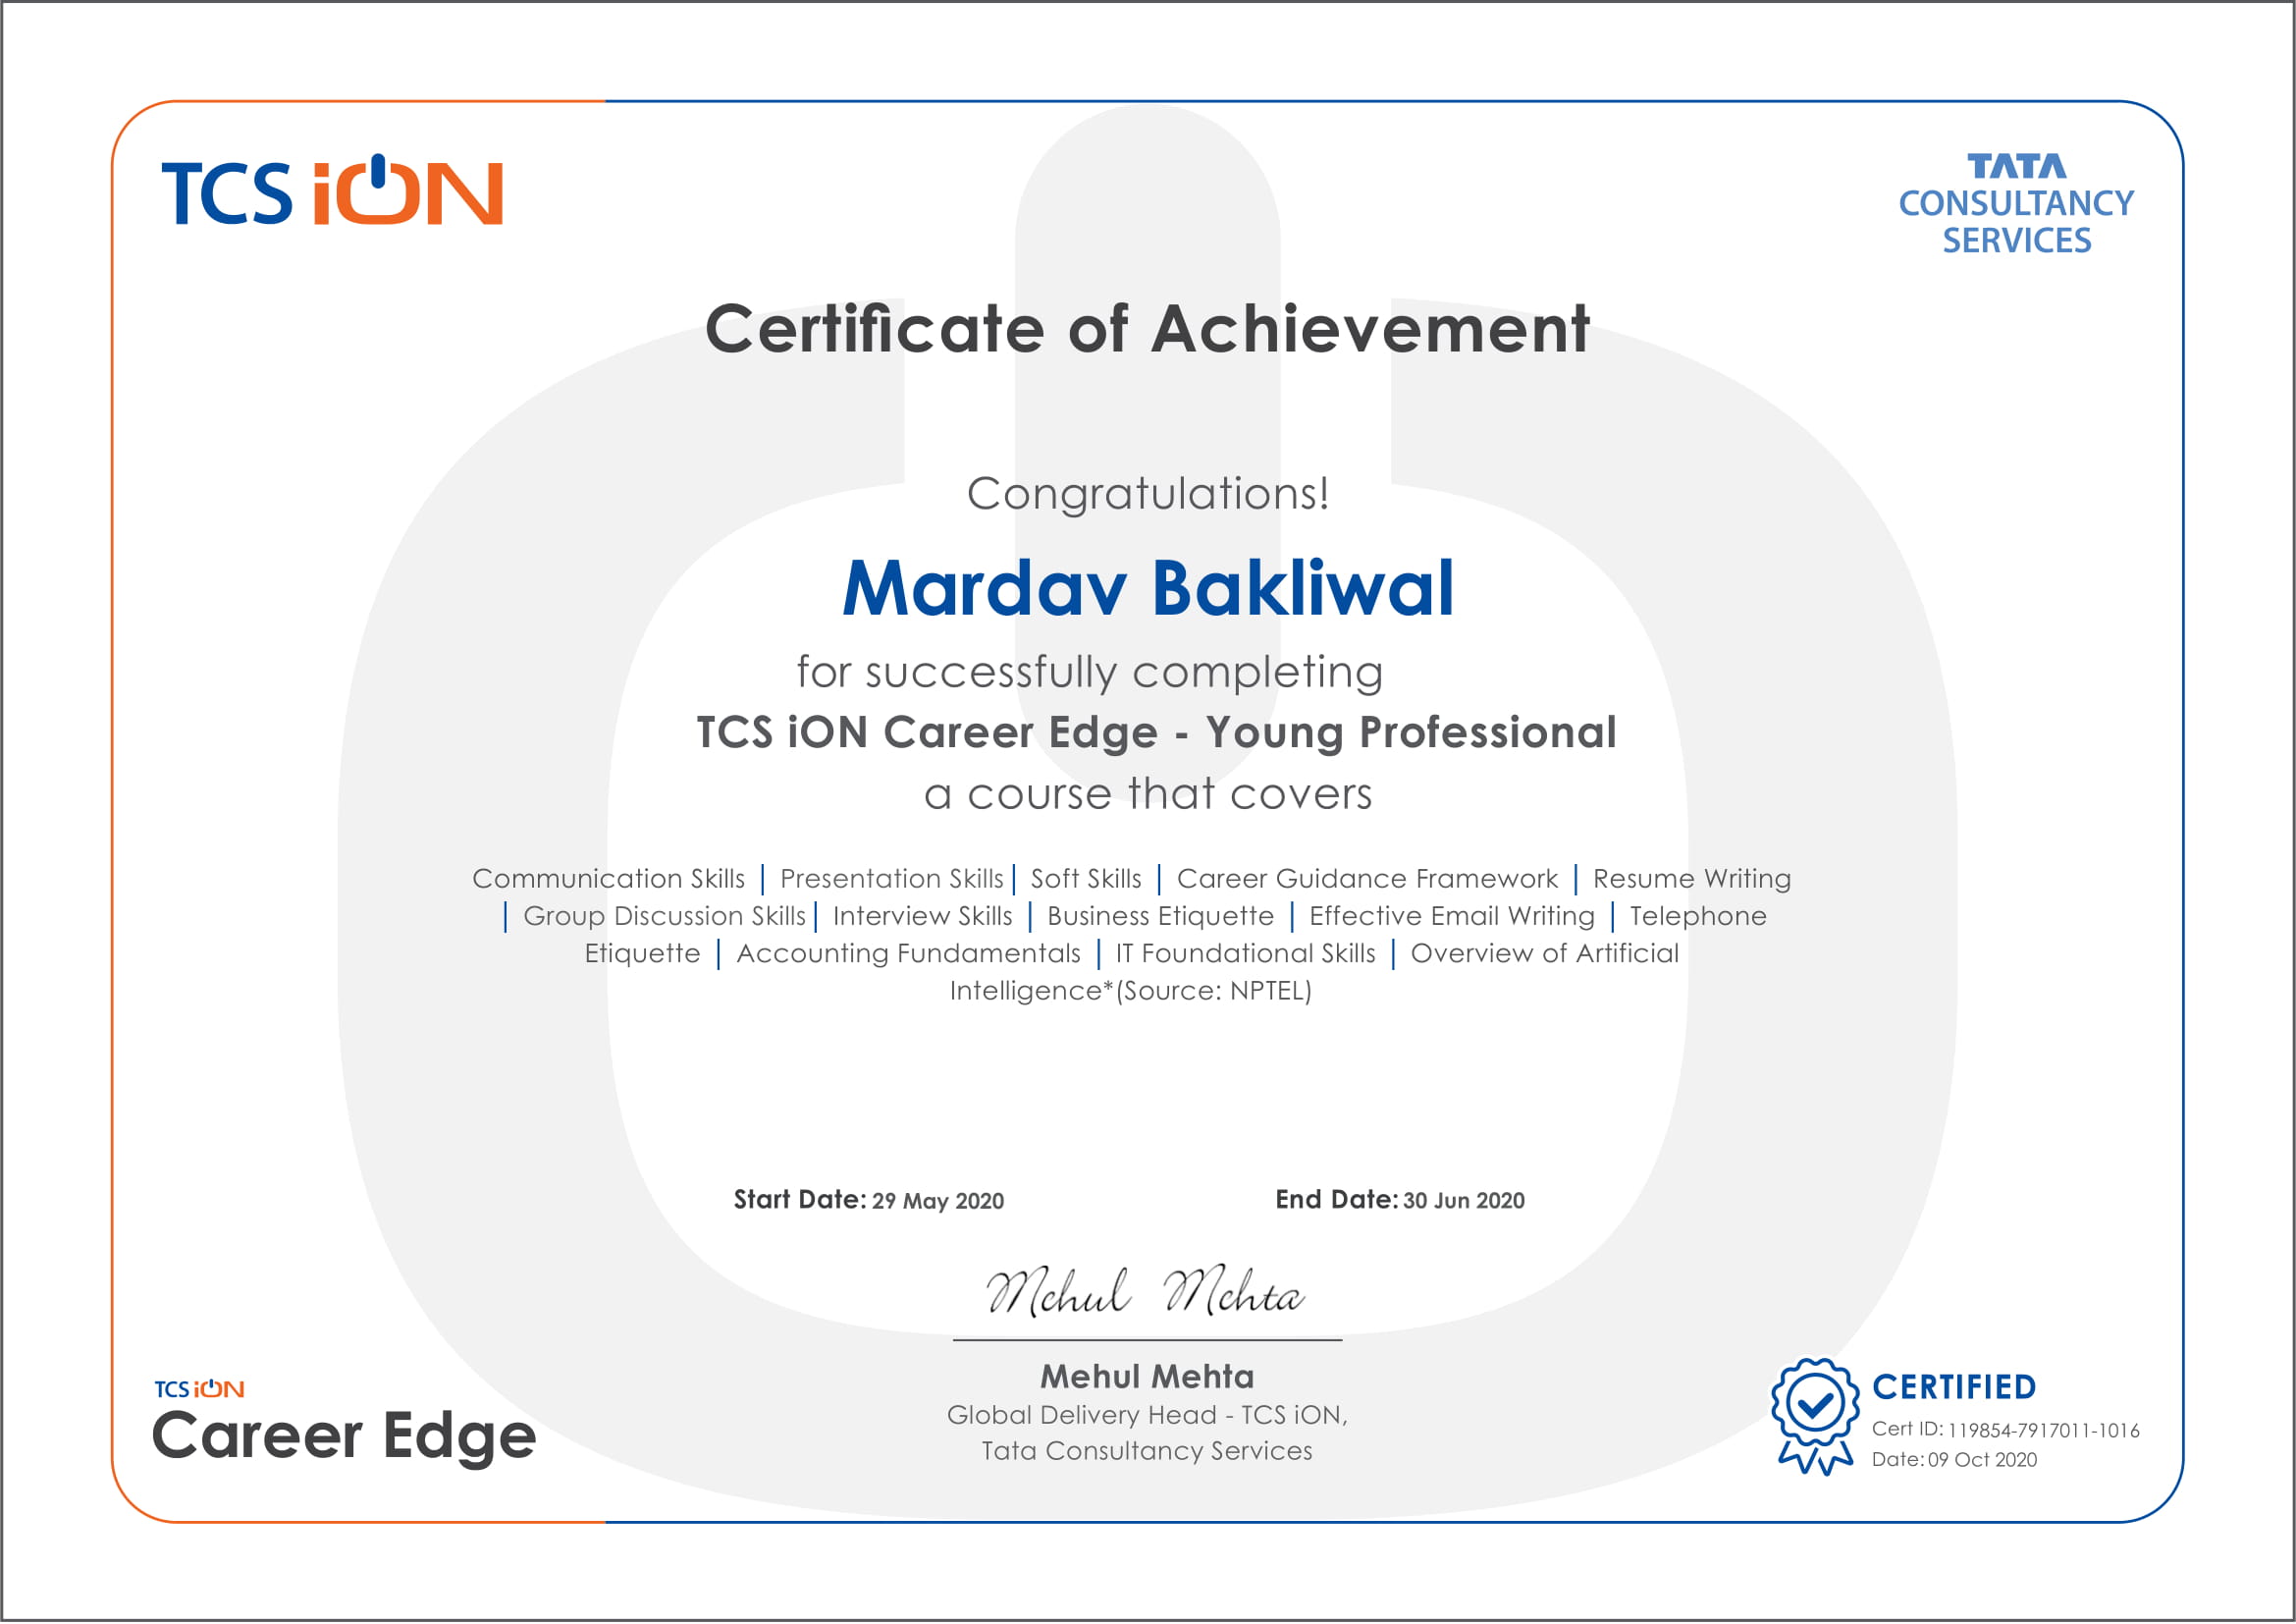 TCS iON
TATA
CONSULTANCY
SERVICES
Certificate of Achievement
Congratulations!
Mardav Bakliwal
for successfully completing
TCS iON Career Edge - Young Professional
a course that covers
Communication Skills | Presentation Skills | Soft Skills | Career Guidance Framework | Resume Writing
| Group Discussion Skills | Interview Skills | Business Etiquette | Effective Email Writing | Telephone
Etiquette | Accounting Fundamentals | IT Foundational Skills | Overview of Artificial
Intelligence*(Source: NPTEL)
Start Date: 29 May 2020 End Date: 30 Jun 2020
Mehul Mehta
Mehul Mehta
Global Delivery Head - TCS iON,
Tata Consultancy Services
TCS iON
Career Edge
CERTIFIED
Cert ID: 119854-7917011-1016
Date: 09 Oct 2020